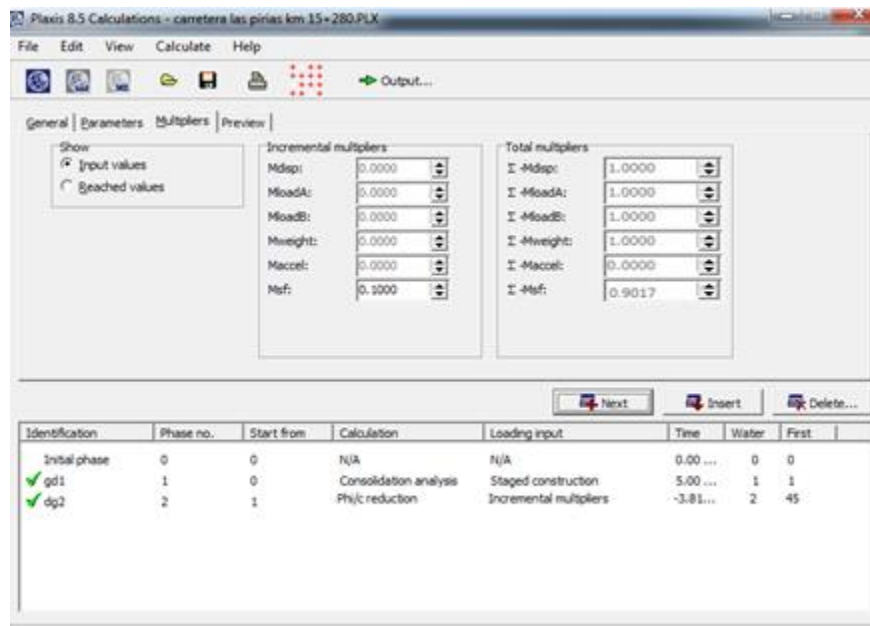 Plaxis 8.5 Calculations - carretera las pirias km 15+280.PLX
File Edit View Calculate Help
Output...
General Parameters Multipliers Preview
Show
Input values
Reached values
Incremental multipliers
Mdisp: 0.0000
MloadA: 0.0000
MloadB: 0.0000
Mweight: 0.0000
Maccel: 0.0000
Msf: 0.1000
Total multipliers
Σ -Mdisp: 1.0000
Σ -MloadA: 1.0000
Σ -MloadB: 1.0000
Σ -Mweight: 1.0000
Σ -Maccel: 0.0000
Σ -Msf: 0.9017
Next Insert Delete...
Identification Phase no. Start from Calculation Loading input Time Water First
Initial phase 0 0 N/A N/A 0.00 ... 0 0
gd1 1 0 Consolidation analysis Staged construction 5.00 ... 1 1
dg2 2 1 Phi/c reduction Incremental multipliers -3.81... 2 45